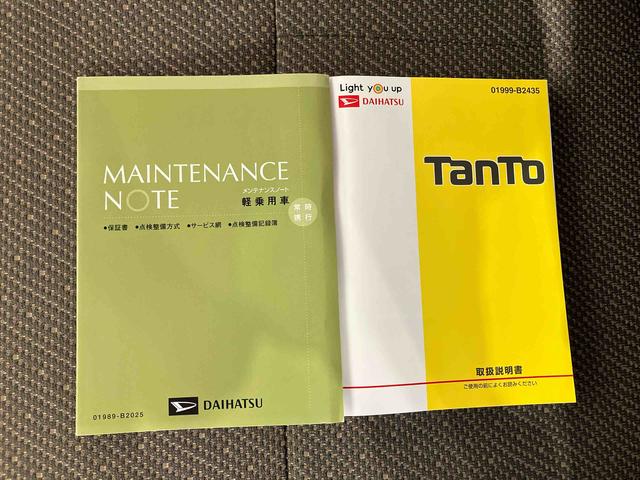 MAINTENANCE
NOTE
メンテナンスノート
軽乗用車
常時
携行
●保証書 ●点検整備方式 ●サービス網 ●点検整備記録簿
01989-B2025
DAIHATSU
Light you up
DAIHATSU
01999-B2435
TanTo
取扱説明書
ご使用の前によくお読みください